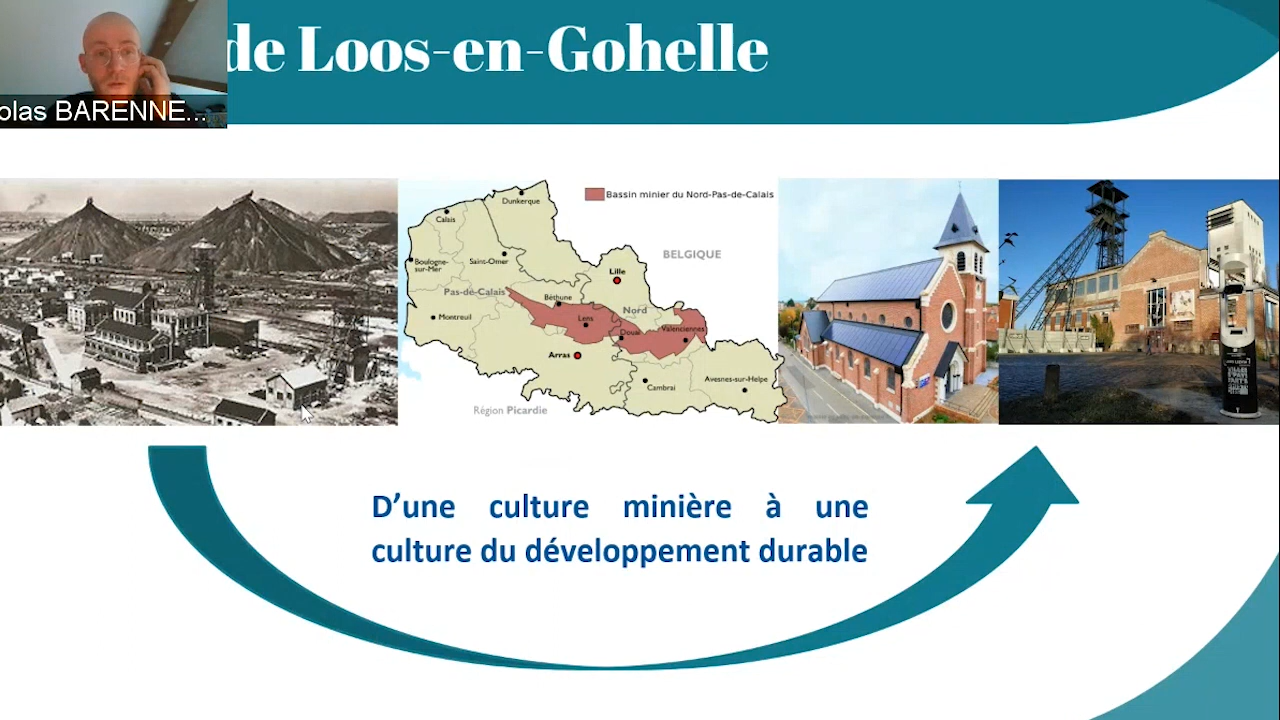 de Loos-en-Gohelle
olas BARENNE...
Bassin minier du Nord-Pas-de-Calais
Dunkerque
Calais
BELGIQUE
Boulogne-
sur-Mer
Saint-Omer
Lille
Pas-de-Calais
Béthune
Nord
Montreuil
Lens
Douai
Valenciennes
Arras
Cambrai
Avesnes-sur-Helpe
Région Picardie
D’une culture minière à une
culture du développement durable